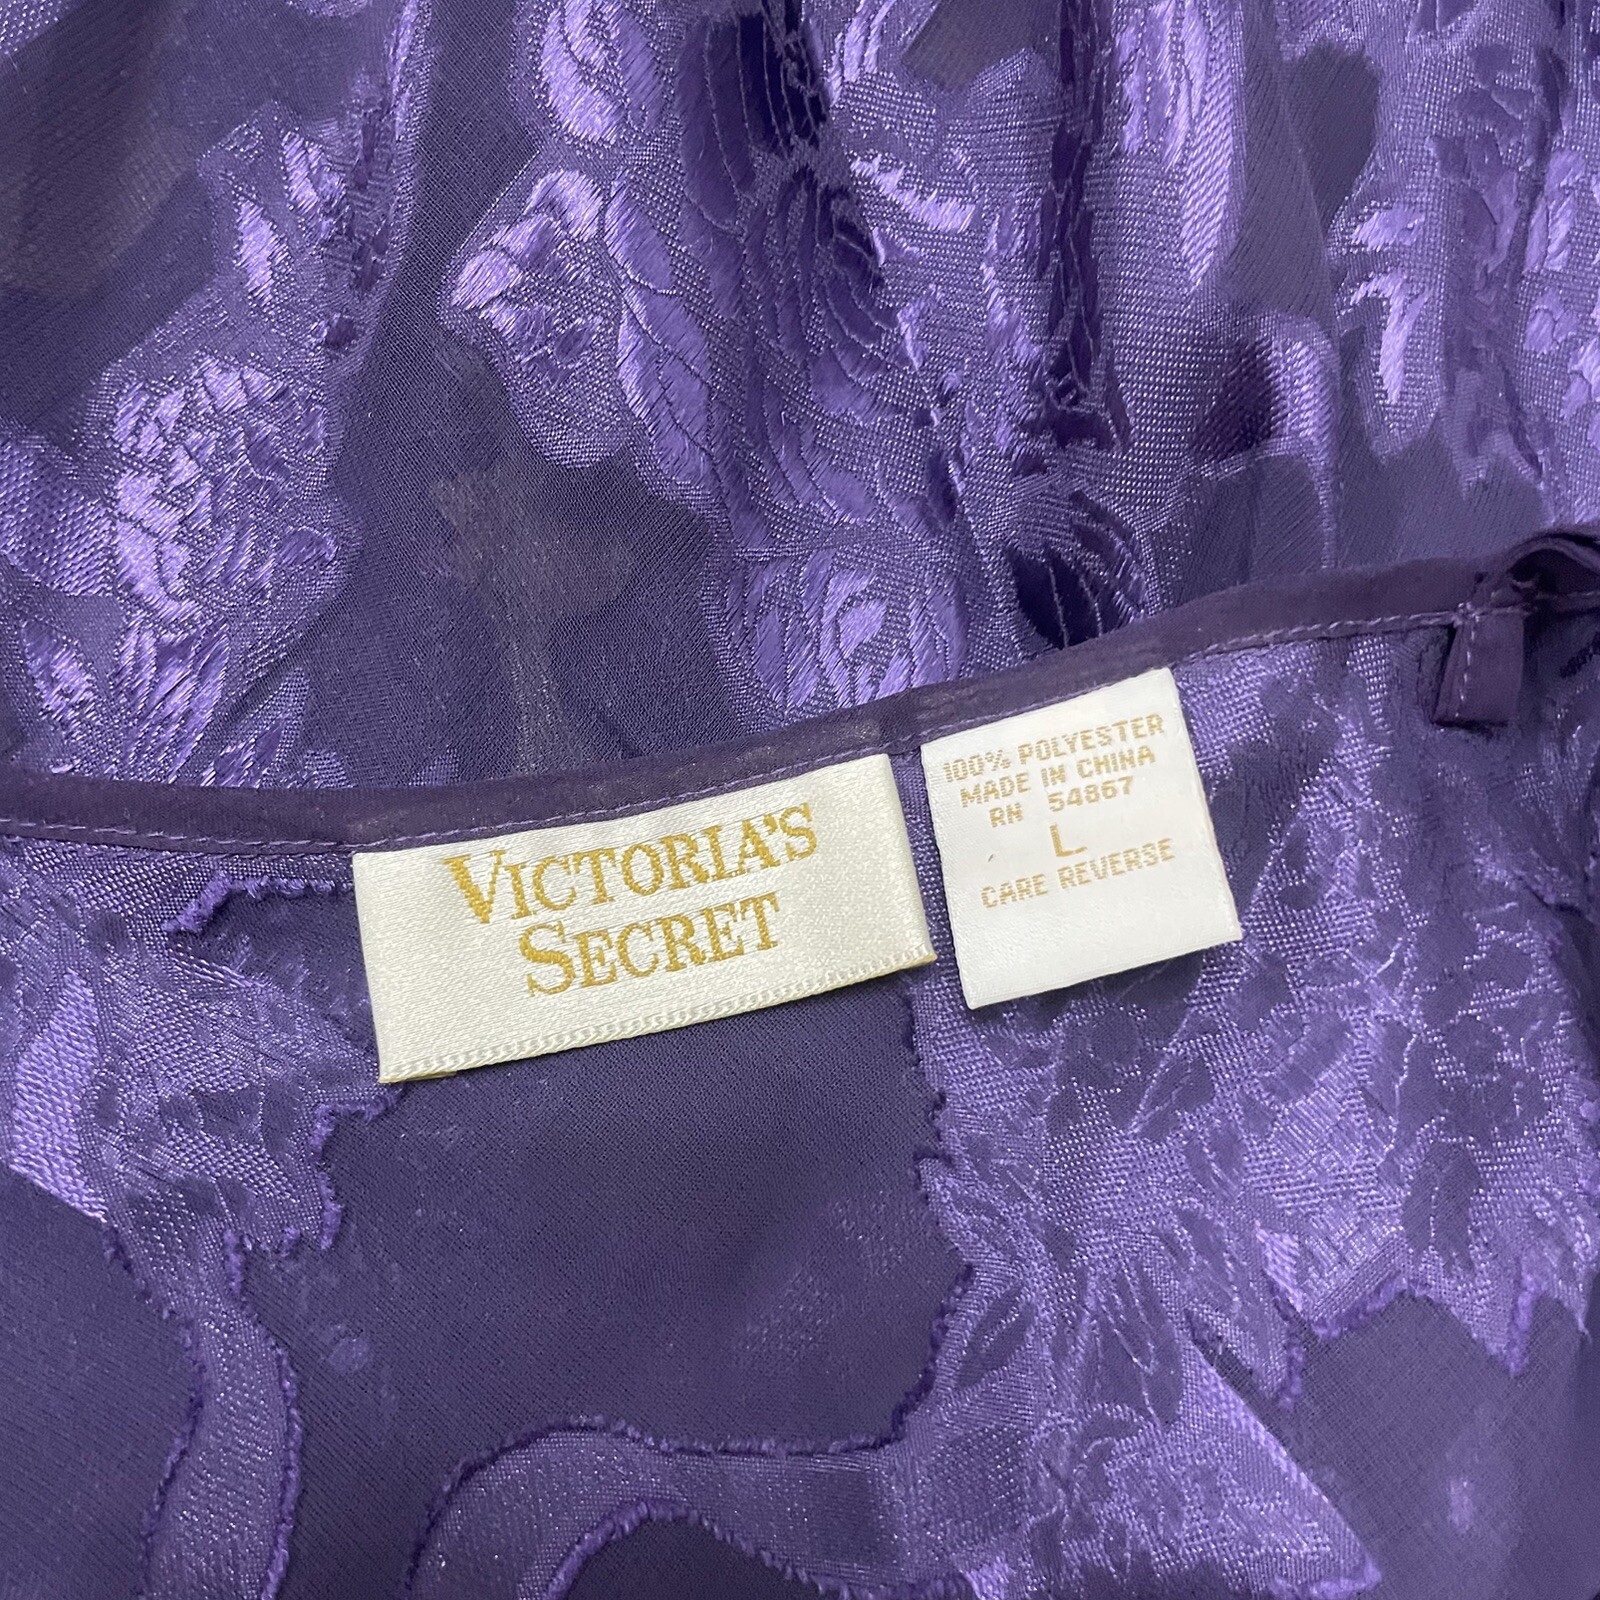 VICTORIA'S
SECRET
100% POLYESTER
MADE IN CHINA
RN 54867
L
CARE REVERSE